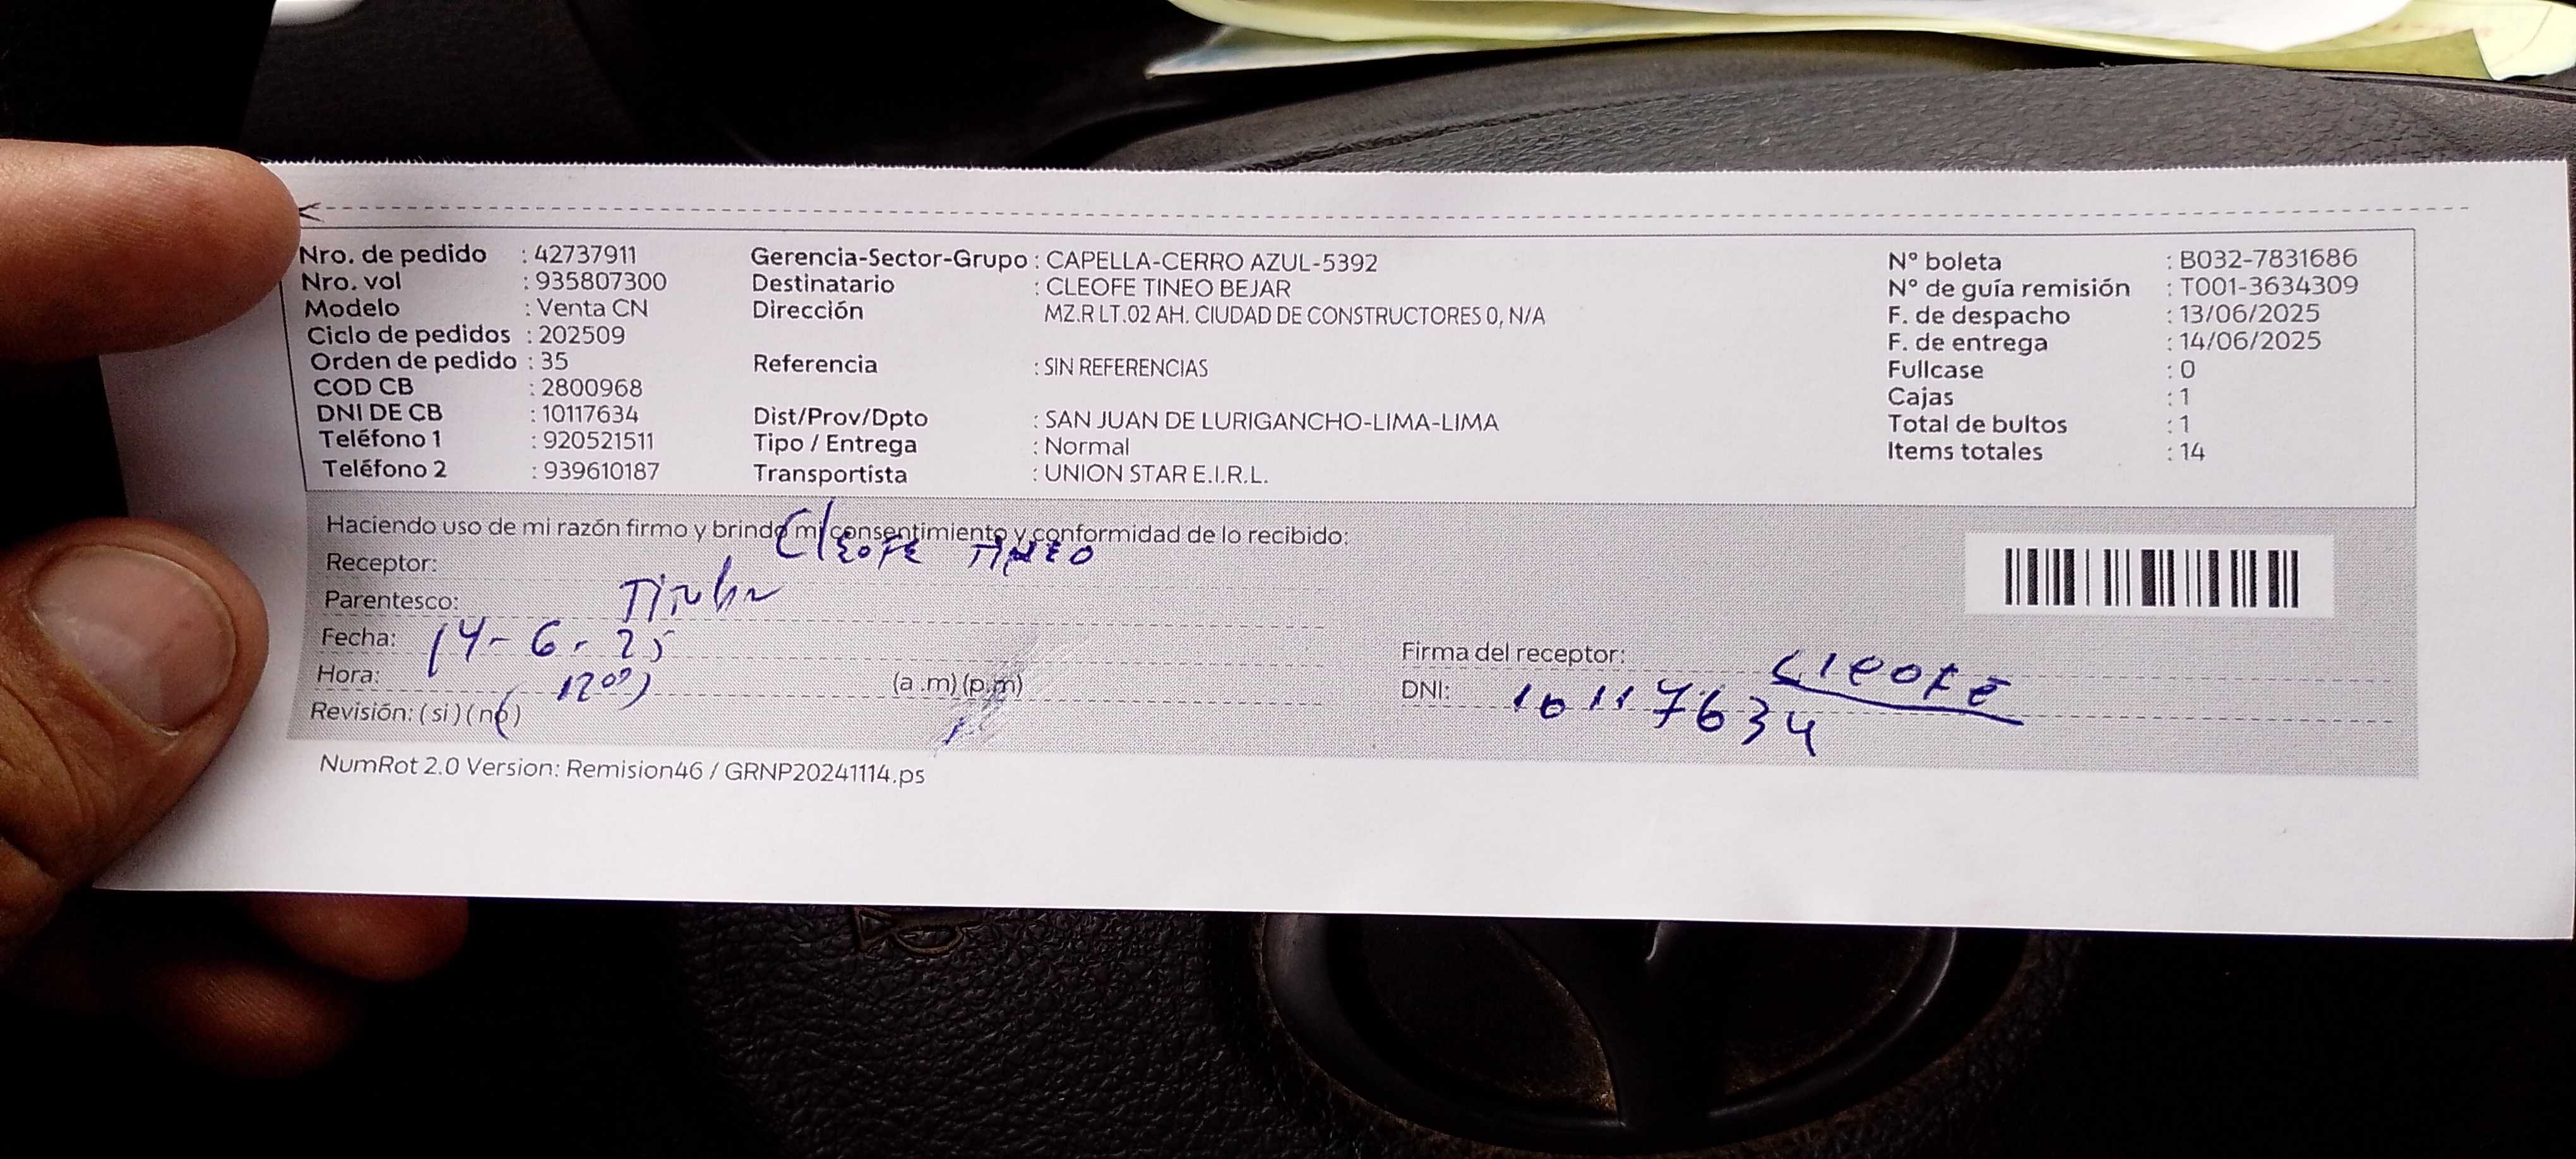 Nro. de pedido : 42737911
Nro. vol : 935807300
Modelo : Venta CN
Ciclo de pedidos : 202509
Orden de pedido : 35
COD CB : 2800968
DNI DE CB : 10117634
Teléfono 1 : 920521511
Teléfono 2 : 939610187
Gerencia-Sector-Grupo : CAPELLA-CERRO AZUL-5392
Destinatario : CLEOFE TINEO BEJAR
Dirección MZ.R LT.02 AH. CIUDAD DE CONSTRUCTORES 0, N/A
Referencia : SIN REFERENCIAS
Dist/Prov/Dpto : SAN JUAN DE LURIGANCHO-LIMA-LIMA
Tipo / Entrega : Normal
Transportista : UNION STAR E.I.R.L.
N° boleta : B032-7831686
N° de guía remisión : T001-3634309
F. de despacho : 13/06/2025
F. de entrega : 14/06/2025
Fullcase : 0
Cajas : 1
Total de bultos : 1
Items totales : 14
Haciendo uso de mi razón firmo y brindo mi consentimiento y conformidad de lo recibido:
Receptor: Cleofe Tineo
Parentesco: Titular
Fecha: 14-6-25
Hora: 1200 (a .m) (p.m)
Revisión: ( si ) ( no )
Firma del receptor: Cleofe
DNI: 10117634
NumRot 2.0 Version: Remision46 / GRNP20241114.ps